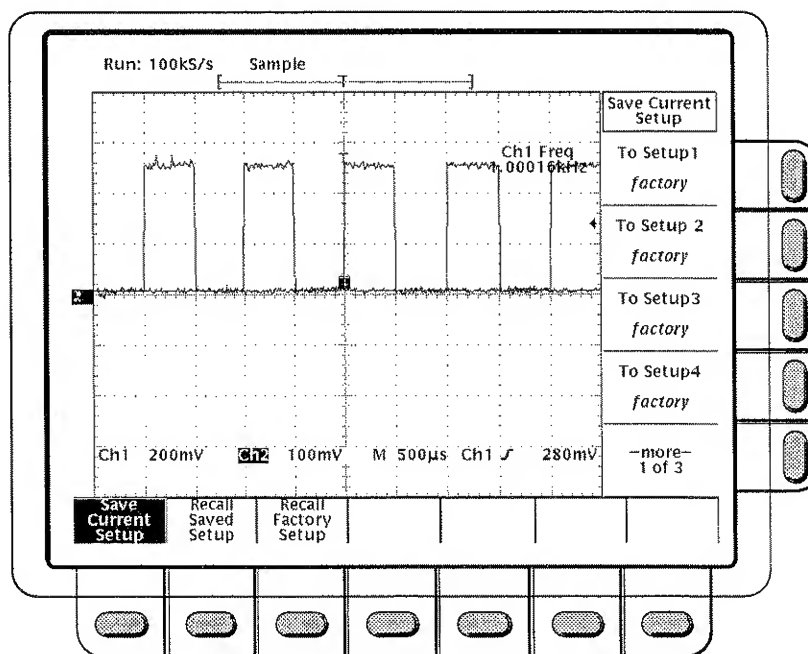 Run: 100kS/s Sample
Save Current
Setup
To Setup1
factory
To Setup 2
factory
To Setup3
factory
To Setup4
factory
–more–
1 of 3
Ch1 Freq
1.00016kHz
T
2
Ch1 200mV Ch2 100mV M 500µs Ch1 280mV
Save
Current
Setup
Recall
Saved
Setup
Recall
Factory
Setup